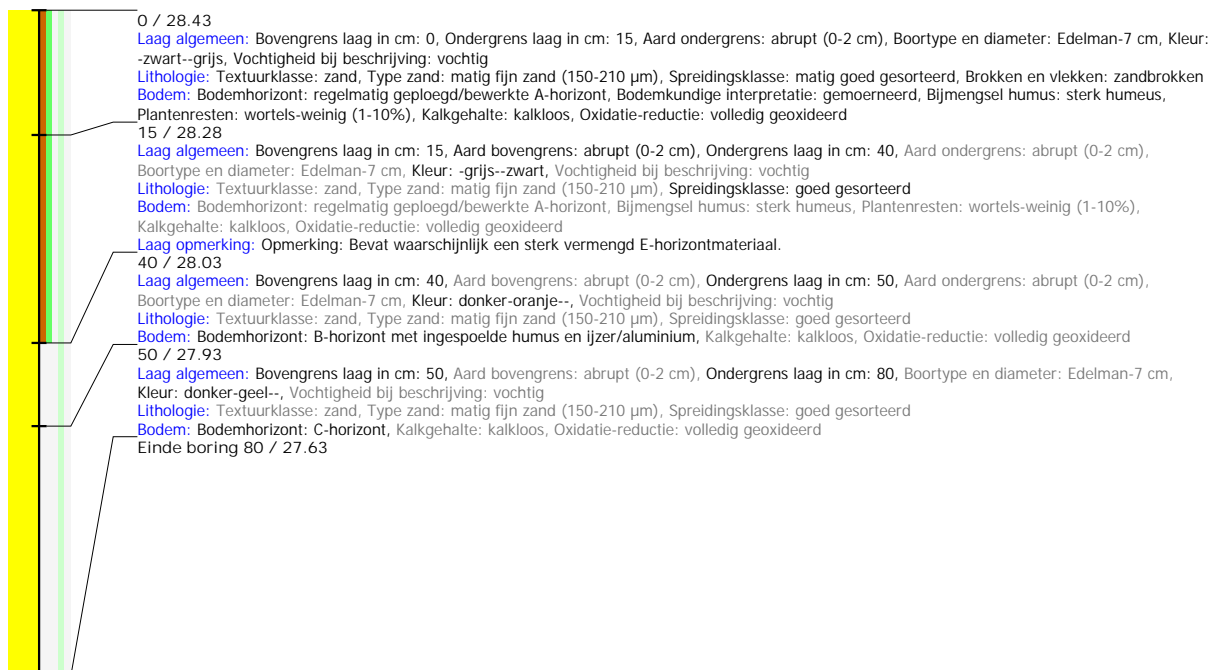 0 / 28.43
Laag algemeen: Bovengrens laag in cm: 0, Ondergrens laag in cm: 15, Aard ondergrens: abrupt (0-2 cm), Boortype en diameter: Edelman-7 cm, Kleur:
-zwart--grijs, Vochtigheid bij beschrijving: vochtig
Lithologie: Textuurklasse: zand, Type zand: matig fijn zand (150-210 µm), Spreidingsklasse: matig goed gesorteerd, Brokken en vlekken: zandbrokken
Bodem: Bodemhorizont: regelmatig geploegd/bewerkte A-horizont, Bodemkundige interpretatie: gemoerneerd, Bijmengsel humus: sterk humeus,
Plantenresten: wortels-weinig (1-10%), Kalkgehalte: kalkloos, Oxidatie-reductie: volledig geoxideerd
15 / 28.28
Laag algemeen: Bovengrens laag in cm: 15, Aard bovengrens: abrupt (0-2 cm), Ondergrens laag in cm: 40, Aard ondergrens: abrupt (0-2 cm),
Boortype en diameter: Edelman-7 cm, Kleur: -grijs--zwart, Vochtigheid bij beschrijving: vochtig
Lithologie: Textuurklasse: zand, Type zand: matig fijn zand (150-210 µm), Spreidingsklasse: goed gesorteerd
Bodem: Bodemhorizont: regelmatig geploegd/bewerkte A-horizont, Bijmengsel humus: sterk humeus, Plantenresten: wortels-weinig (1-10%),
Kalkgehalte: kalkloos, Oxidatie-reductie: volledig geoxideerd
Laag opmerking: Opmerking: Bevat waarschijnlijk een sterk vermengd E-horizontmateriaal.
40 / 28.03
Laag algemeen: Bovengrens laag in cm: 40, Aard bovengrens: abrupt (0-2 cm), Ondergrens laag in cm: 50, Aard ondergrens: abrupt (0-2 cm),
Boortype en diameter: Edelman-7 cm, Kleur: donker-oranje--, Vochtigheid bij beschrijving: vochtig
Lithologie: Textuurklasse: zand, Type zand: matig fijn zand (150-210 µm), Spreidingsklasse: goed gesorteerd
Bodem: Bodemhorizont: B-horizont met ingespoelde humus en ijzer/aluminium, Kalkgehalte: kalkloos, Oxidatie-reductie: volledig geoxideerd
50 / 27.93
Laag algemeen: Bovengrens laag in cm: 50, Aard bovengrens: abrupt (0-2 cm), Ondergrens laag in cm: 80, Boortype en diameter: Edelman-7 cm,
Kleur: donker-geel--, Vochtigheid bij beschrijving: vochtig
Lithologie: Textuurklasse: zand, Type zand: matig fijn zand (150-210 µm), Spreidingsklasse: goed gesorteerd
Bodem: Bodemhorizont: C-horizont, Kalkgehalte: kalkloos, Oxidatie-reductie: volledig geoxideerd
Einde boring 80 / 27.63